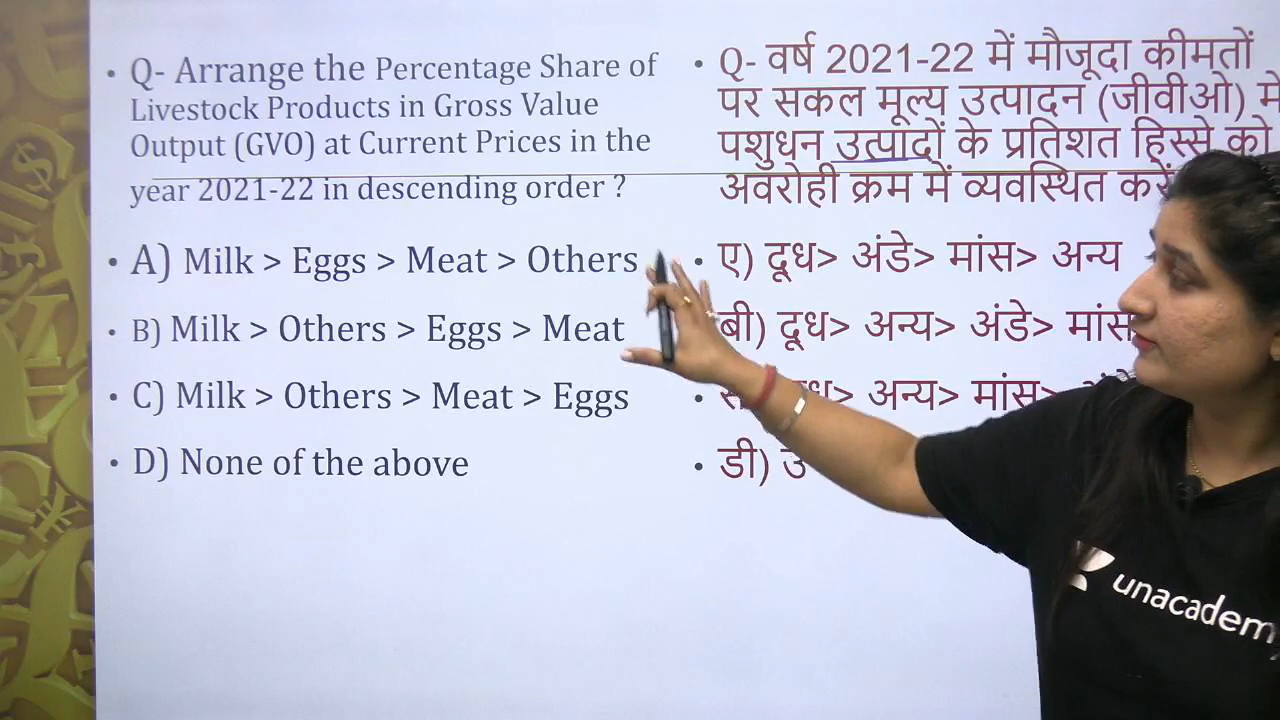 • Q- Arrange the Percentage Share of
Livestock Products in Gross Value
Output (GVO) at Current Prices in the
year 2021-22 in descending order ?
• A) Milk > Eggs > Meat > Others
• B) Milk > Others > Eggs > Meat
• C) Milk > Others > Meat > Eggs
• D) None of the above
• Q- वर्ष 2021-22 में मौजूदा कीमतों
पर सकल मूल्य उत्पादन (जीवीओ) में
पशुधन उत्पादों के प्रतिशत हिस्से को
अवरोही क्रम में व्यवस्थित करें
• ए) दूध> अंडे> मांस> अन्य
बी) दूध> अन्य> अंडे> मांस
• अन्य> मांस>
• डी)
unacademy